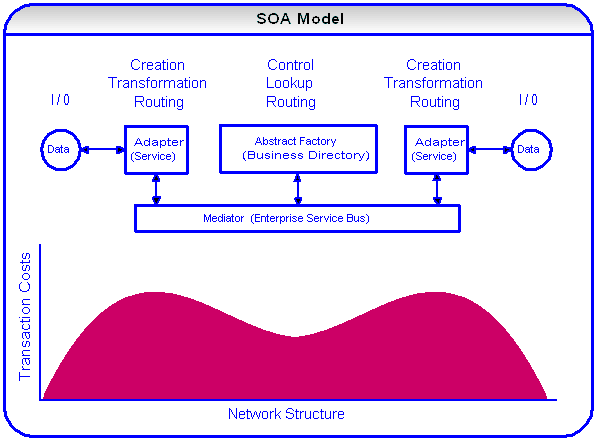 SOA Model
Creation
Transformation
Routing
Control
Lookup
Routing
Creation
Transformation
Routing
I / 0
I / 0
Data
Adapter
(Service)
Abstract Factory
(Business Directory)
Adapter
(Service)
Data
Mediator (Enterprise Service Bus)
Transaction Costs
Network Structure